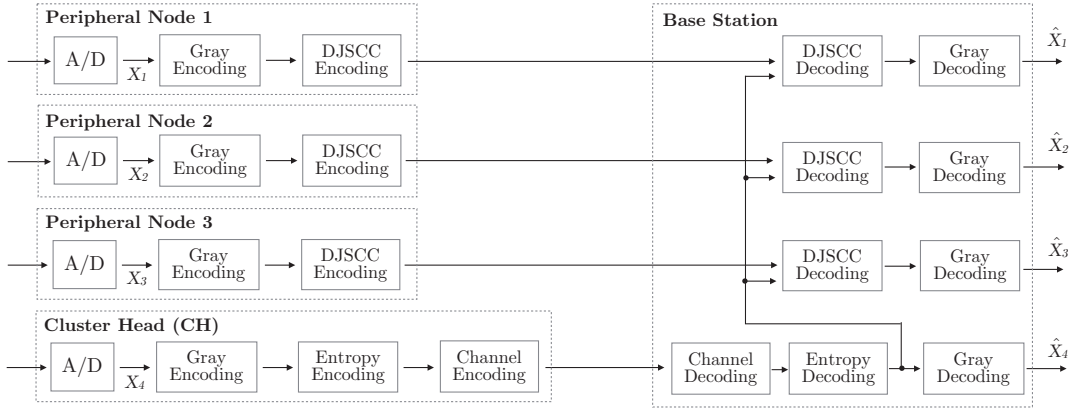 Peripheral Node 1
A/D
X1
Gray
Encoding
DJSCC
Encoding
Peripheral Node 2
A/D
X2
Gray
Encoding
DJSCC
Encoding
Peripheral Node 3
A/D
X3
Gray
Encoding
DJSCC
Encoding
Cluster Head (CH)
A/D
X4
Gray
Encoding
Entropy
Encoding
Channel
Encoding
Base Station
DJSCC
Decoding
Gray
Decoding
X̂1
DJSCC
Decoding
Gray
Decoding
X̂2
DJSCC
Decoding
Gray
Decoding
X̂3
Channel
Decoding
Entropy
Decoding
Gray
Decoding
X̂4